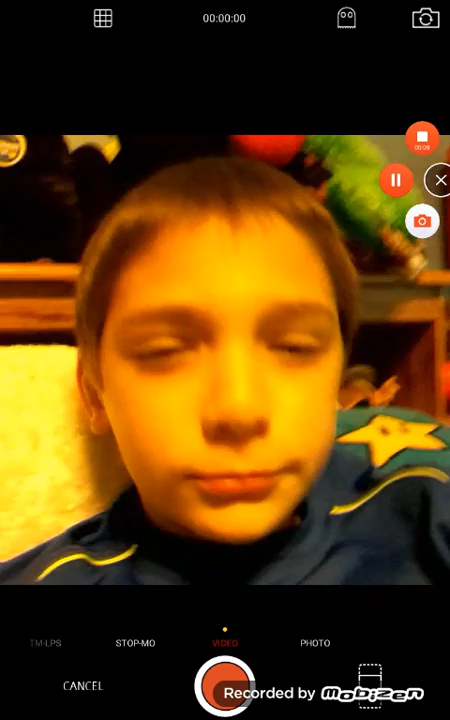 00:00:00
00:09
TM-LPS STOP-MO VIDEO PHOTO
CANCEL
Recorded by Mobizen